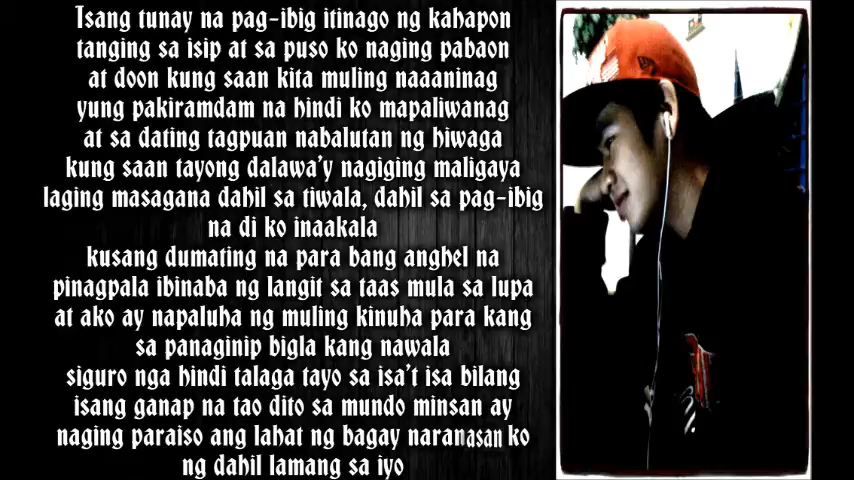 Isang tunay na pag-ibig itinago ng kahapon
tanging sa isip at sa puso ko naging pabaon
at doon kung saan kita muling naaaninag
yung pakiramdam na hindi ko mapaliwanag
at sa dating tagpuan nabalutan ng hiwaga
kung saan tayong dalawa'y nagiging maligaya
laging masagana dahil sa tiwala, dahil sa pag-ibig
na di ko inaakala
kusang dumating na para bang anghel na
pinagpala ibinaba ng langit sa taas mula sa lupa
at ako ay napaluha ng muling kinuha para kang
sa panaginip bigla kang nawala
siguro nga hindi talaga tayo sa isa't isa bilang
isang ganap na tao dito sa mundo minsan ay
naging paraiso ang lahat ng bagay naranasan ko
ng dahil lamang sa iyo